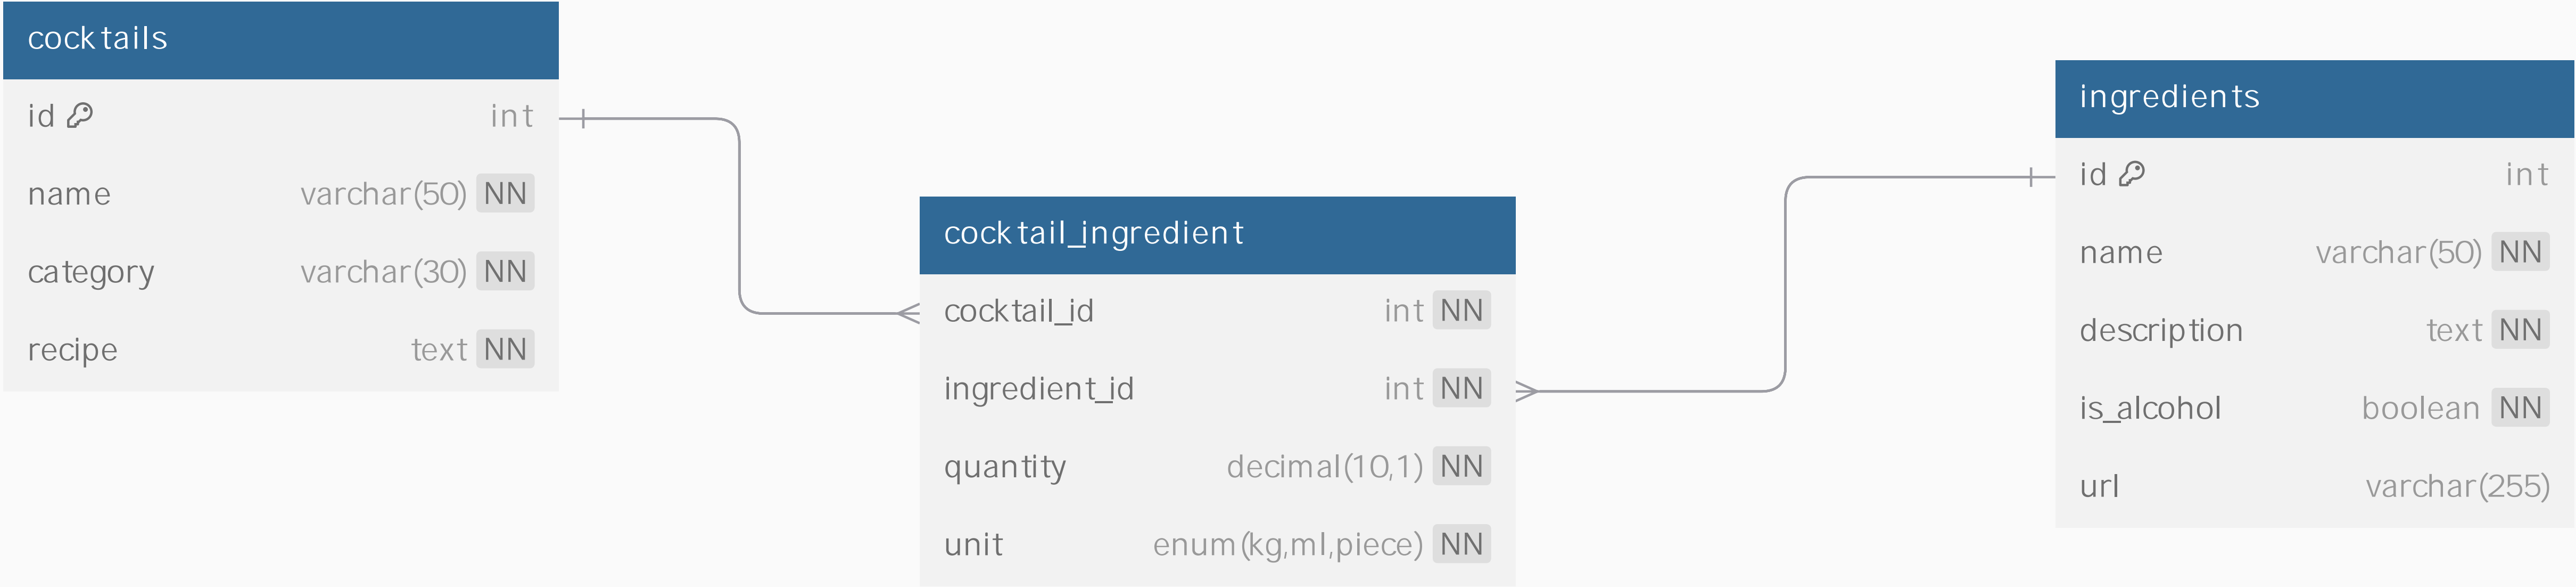 cocktails
id int
name varchar(50) NN
category varchar(30) NN
recipe text NN
cocktail_ingredient
cocktail_id int NN
ingredient_id int NN
quantity decimal(10,1) NN
unit enum(kg,ml,piece) NN
ingredients
id int
name varchar(50) NN
description text NN
is_alcohol boolean NN
url varchar(255)